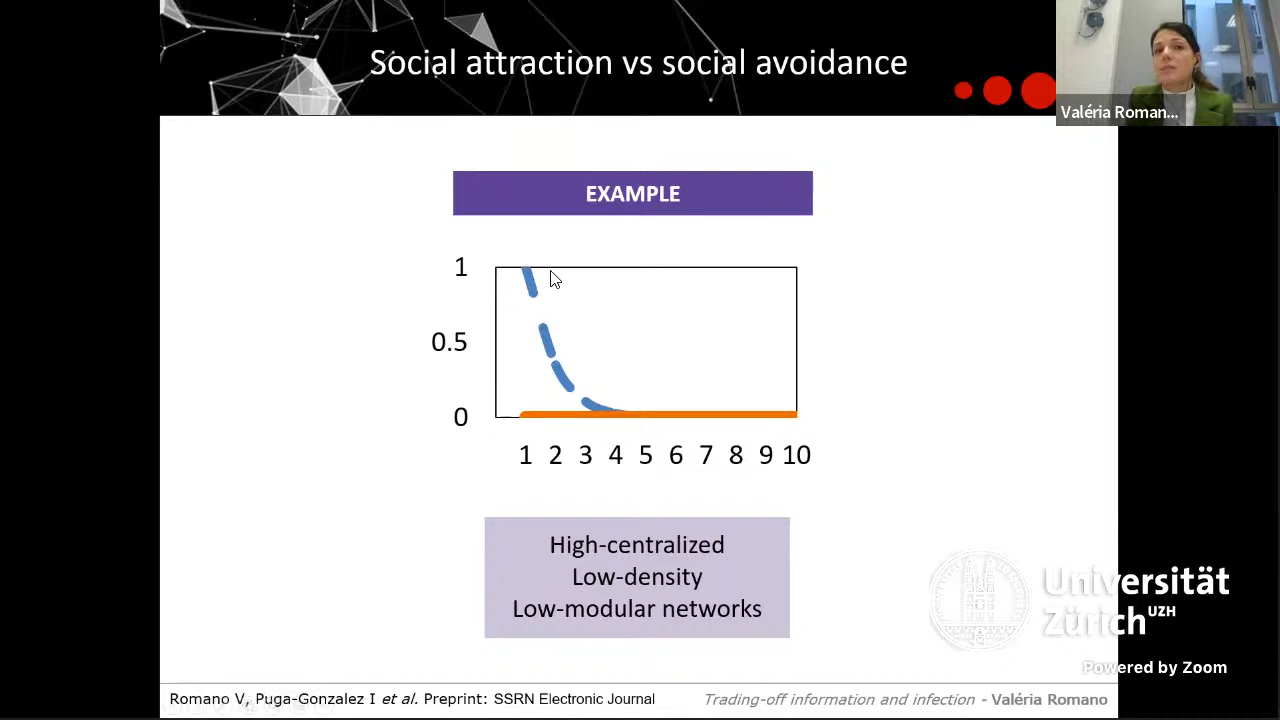 Social attraction vs social avoidance
Valéria Roman...
EXAMPLE
1
0.5
0
1 2 3 4 5 6 7 8 9 10
High-centralized
Low-density
Low-modular networks
Universität
Zürich UZH
Powered by Zoom
Romano V, Puga-Gonzalez I et al. Preprint: SSRN Electronic Journal
Trading-off information and infection - Valéria Romano